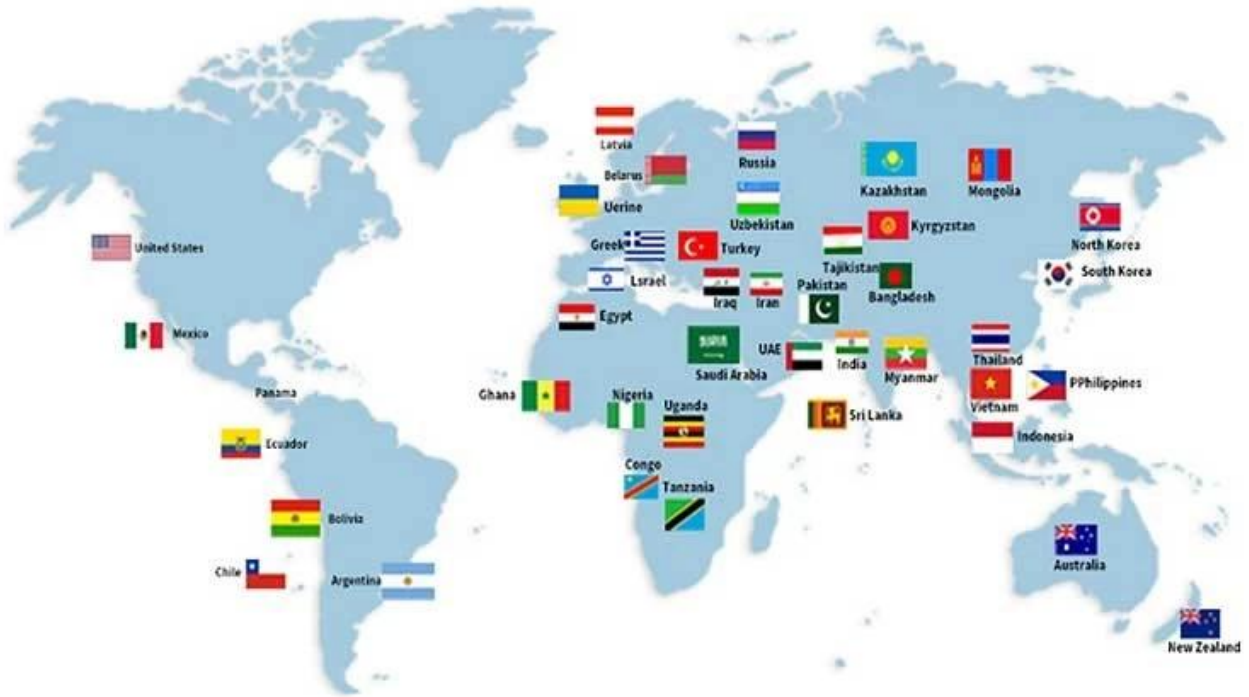 Latvia
Russia
Belarus
Kazakhstan
Mongolia
Uerine
Uzbekistan
Kyrgyzstan
North Korea
United States
Greek
Turkey
Tajikistan
South Korea
Lsrael
Iraq
Iran
Pakistan
Bangladesh
Egypt
Mexico
Saudi Arabia
UAE
India
Myanmar
Thailand
Panama
Ghana
Nigeria
Uganda
Sri Lanka
Vietnam
PPhilippines
Ecuador
Indonesia
Congo
Tanzania
Bolivia
Chile
Argentina
Australia
New Zealand